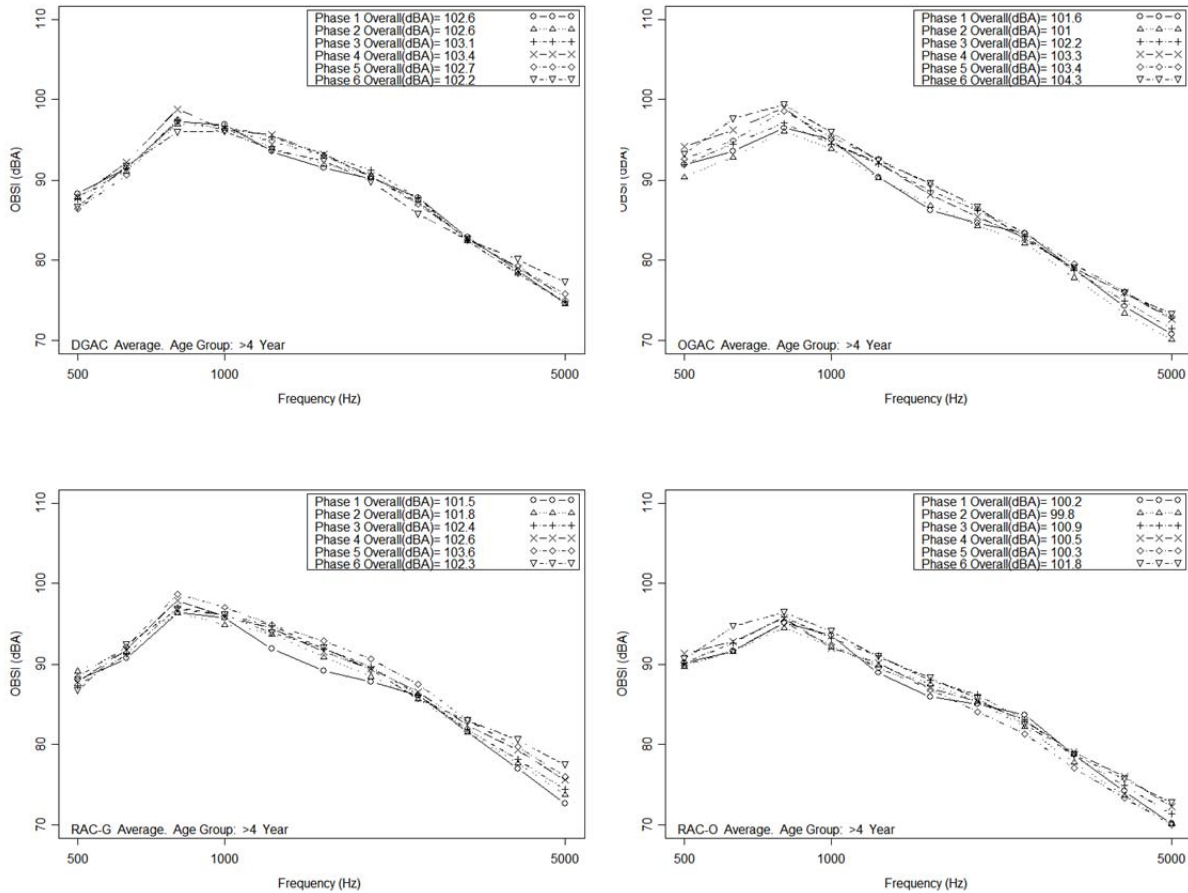 110
100
90
80
70
OBSI (dBA)
Phase 1 Overall(dBA)= 102.6
Phase 2 Overall(dBA)= 102.6
Phase 3 Overall(dBA)= 103.1
Phase 4 Overall(dBA)= 103.4
Phase 5 Overall(dBA)= 102.7
Phase 6 Overall(dBA)= 102.2
DGAC Average. Age Group: >4 Year
500
1000
5000
Frequency (Hz)
110
100
90
80
70
OBSI (dBA)
Phase 1 Overall(dBA)= 101.6
Phase 2 Overall(dBA)= 101
Phase 3 Overall(dBA)= 102.2
Phase 4 Overall(dBA)= 103.3
Phase 5 Overall(dBA)= 103.4
Phase 6 Overall(dBA)= 104.3
OGAC Average. Age Group: >4 Year
500
1000
5000
Frequency (Hz)
110
100
90
80
70
OBSI (dBA)
Phase 1 Overall(dBA)= 101.5
Phase 2 Overall(dBA)= 101.8
Phase 3 Overall(dBA)= 102.4
Phase 4 Overall(dBA)= 102.6
Phase 5 Overall(dBA)= 103.6
Phase 6 Overall(dBA)= 102.3
RAC-G Average. Age Group: >4 Year
500
1000
5000
Frequency (Hz)
110
100
90
80
70
OBSI (dBA)
Phase 1 Overall(dBA)= 100.2
Phase 2 Overall(dBA)= 99.8
Phase 3 Overall(dBA)= 100.9
Phase 4 Overall(dBA)= 100.5
Phase 5 Overall(dBA)= 100.3
Phase 6 Overall(dBA)= 101.8
RAC-O Average. Age Group: >4 Year
500
1000
5000
Frequency (Hz)